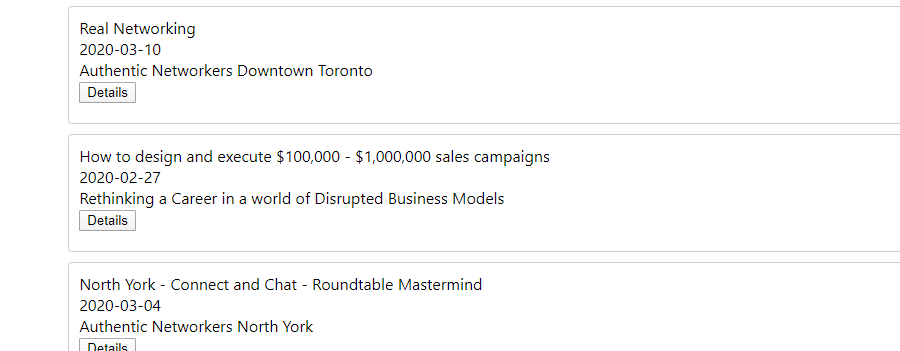 Real Networking
2020-03-10
Authentic Networkers Downtown Toronto
Details
How to design and execute $100,000 - $1,000,000 sales campaigns
2020-02-27
Rethinking a Career in a world of Disrupted Business Models
Details
North York - Connect and Chat - Roundtable Mastermind
2020-03-04
Authentic Networkers North York
Details